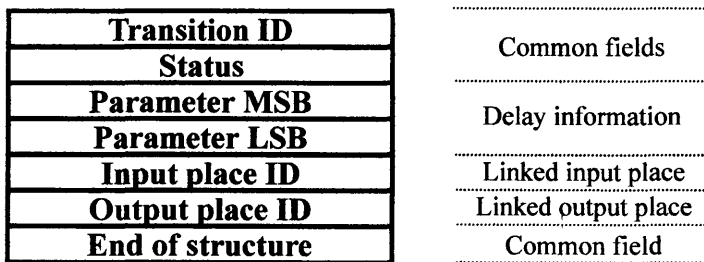 Transition ID
Status
Parameter MSB
Parameter LSB
Input place ID
Output place ID
End of structure
Common fields
Delay information
Linked input place
Linked output place
Common field